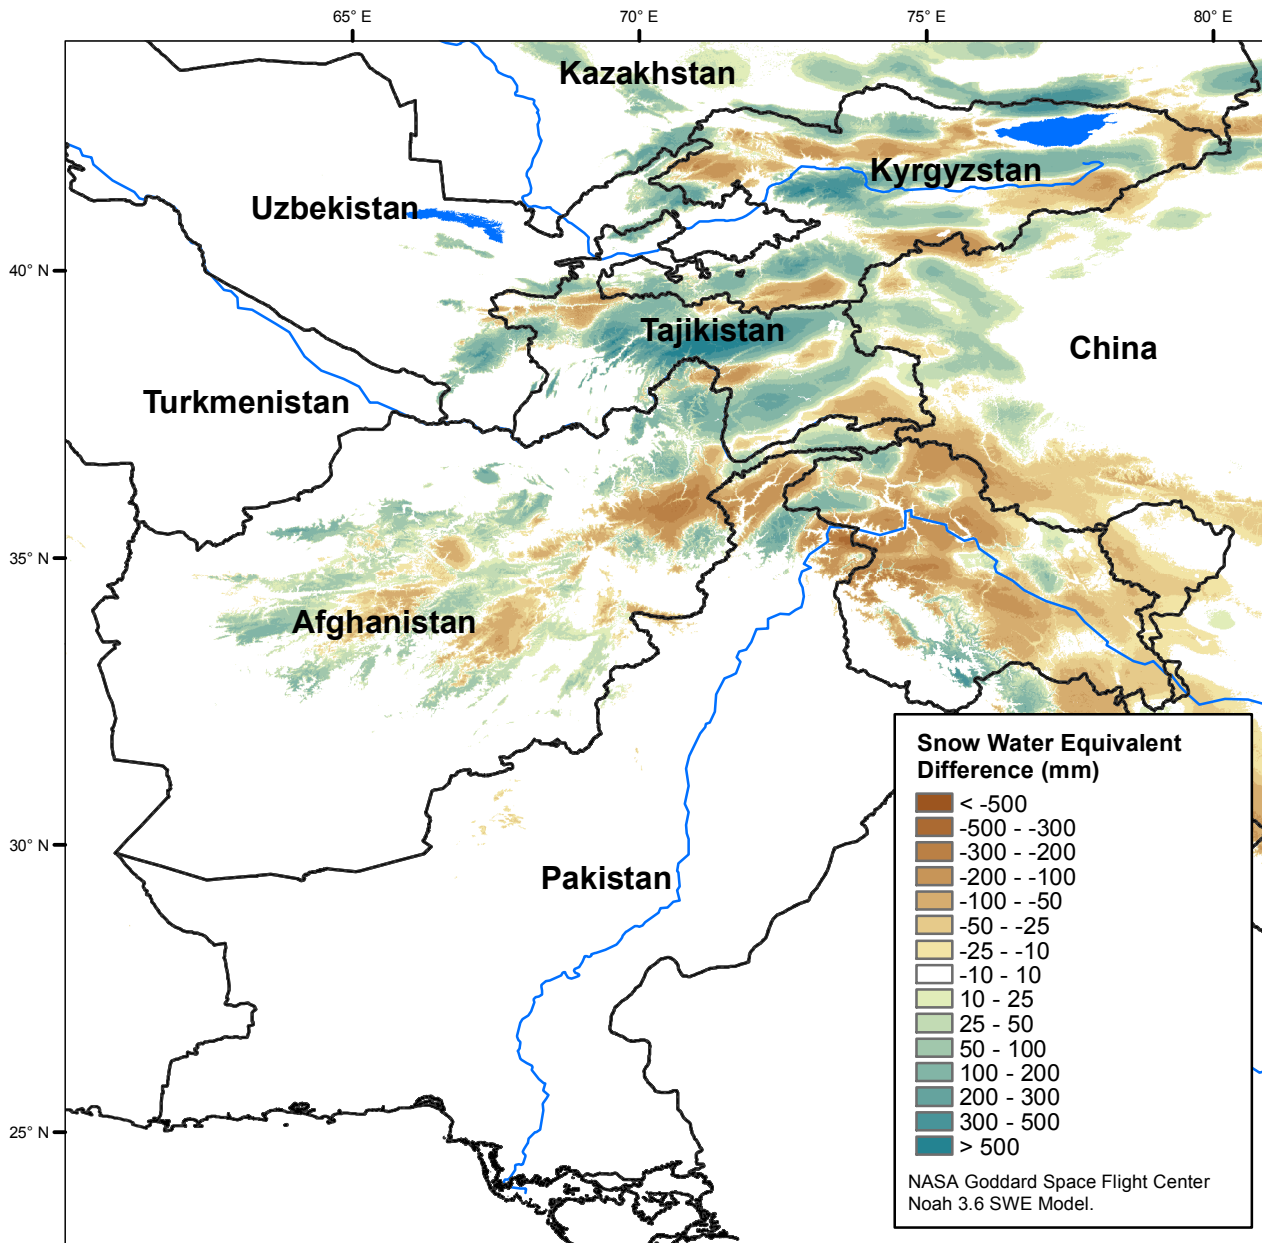 65° E
70° E
75° E
80° E
Kazakhstan
Kyrgyzstan
Uzbekistan
40° N
Tajikistan
China
Turkmenistan
35° N
Afghanistan
30° N
Pakistan
25° N
Snow Water Equivalent
Difference (mm)
< -500
-500 - -300
-300 - -200
-200 - -100
-100 - -50
-50 - -25
-25 - -10
-10 - 10
10 - 25
25 - 50
50 - 100
100 - 200
200 - 300
300 - 500
> 500
NASA Goddard Space Flight Center
Noah 3.6 SWE Model.